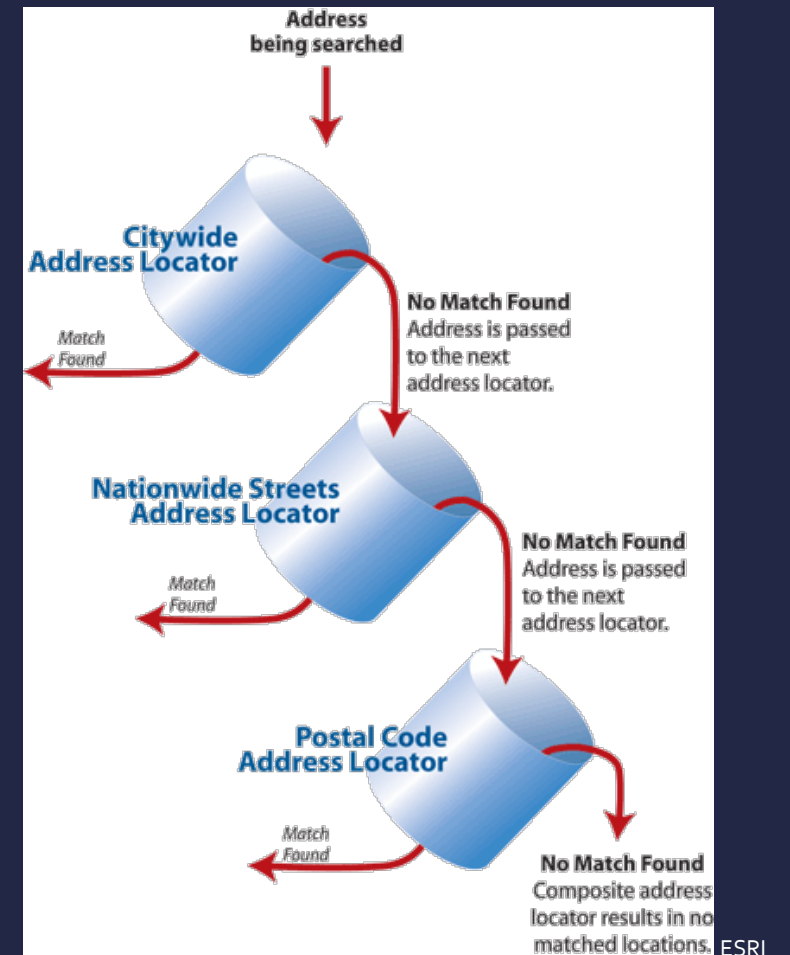 Address
being searched
Citywide
Address Locator
No Match Found
Address is passed
to the next
address locator.
Match
Found
Nationwide Streets
Address Locator
No Match Found
Address is passed
to the next
address locator.
Match
Found
Postal Code
Address Locator
Match
Found
No Match Found
Composite address
locator results in no
matched locations.
ESRI